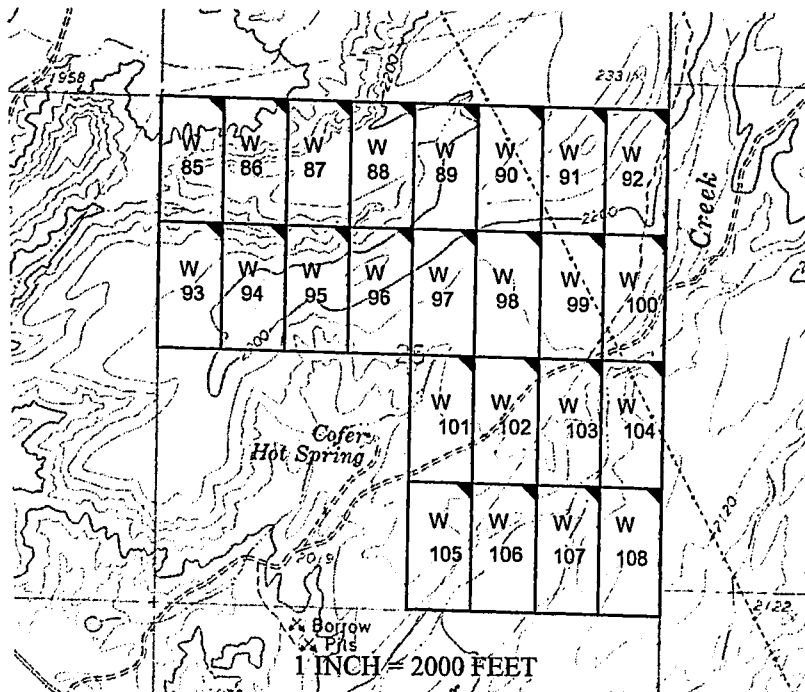 1958
2200
2331
W W W W W W W W
85 86 87 88 89 90 91 92
2200
Creek
W W W W W W W W
93 94 95 96 97 98 99 100
25
W W W W
101 102 103 104
Cofer
Hot Spring
W W W W
105 106 107 108
2120
2019
2122
Borrow
Pits
1 INCH = 2000 FEET